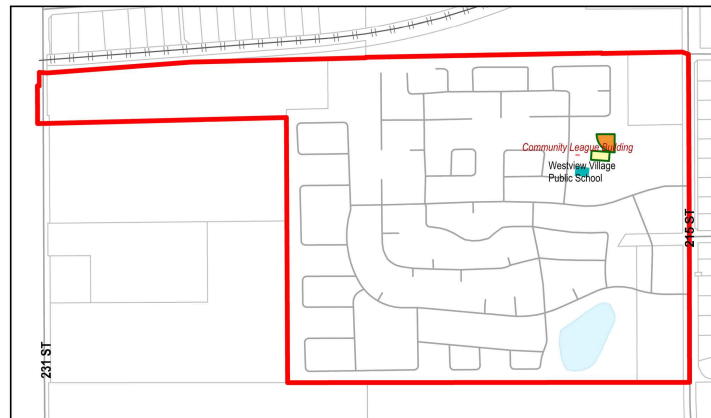 Community League Building
Westview Village
Public School
215 ST
231 ST